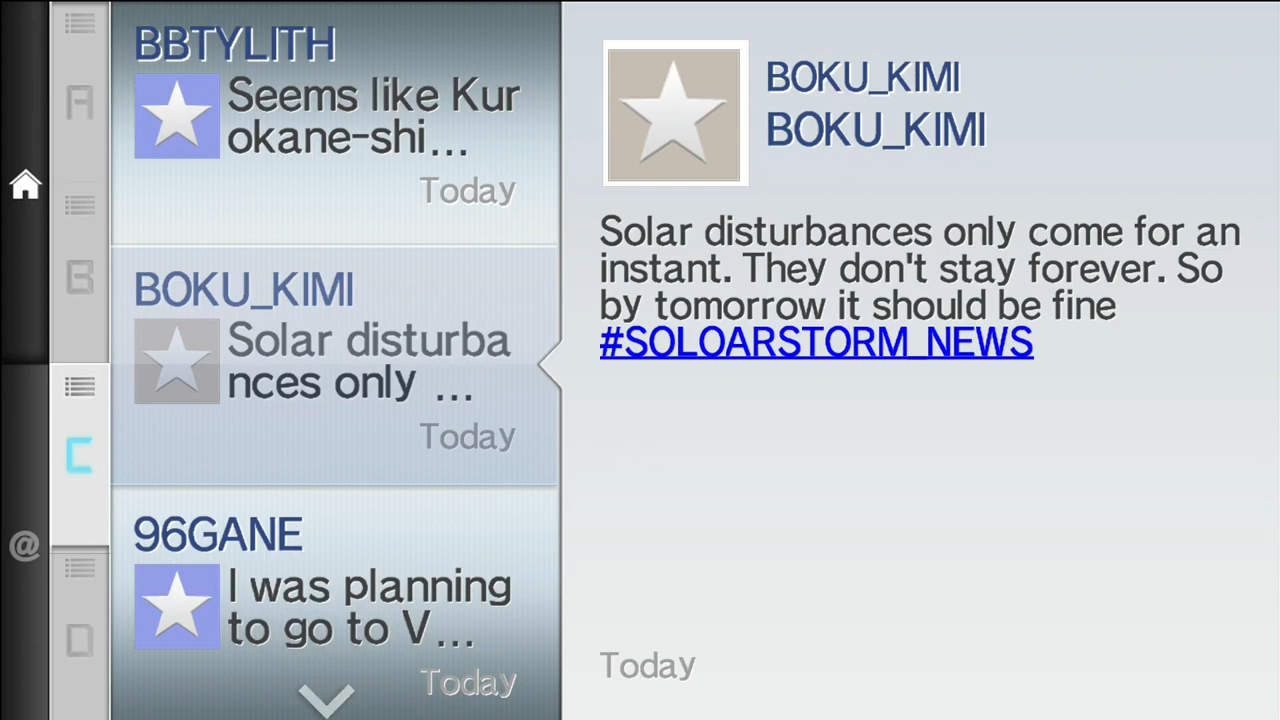 A
B
C
D
@
BBTYLITH
Seems like Kur
okane-shi...
Today
BOKU_KIMI
Solar disturba
nces only ...
Today
96GANE
I was planning
to go to V...
Today
BOKU_KIMI
BOKU_KIMI
Solar disturbances only come for an
instant. They don't stay forever. So
by tomorrow it should be fine
#SOLOARSTORM_NEWS
Today